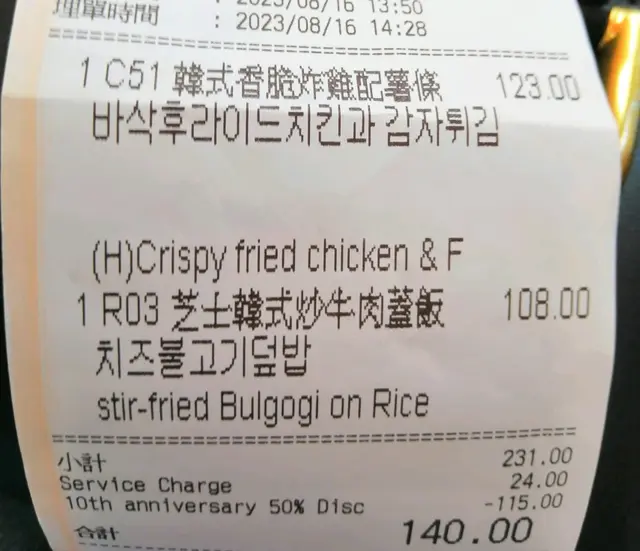 : 2023/08/16 13:50
埋單時間 : 2023/08/16 14:28
1 C51 韓式香脆炸雞配薯條 123.00
바삭후라이드치킨과 감자튀김
(H)Crispy fried chicken & F
1 R03 芝士韓式炒牛肉蓋飯 108.00
치즈불고기덮밥
stir-fried Bulgogi on Rice
小計 231.00
Service Charge 24.00
10th anniversary 50% Disc -115.00
合計 140.00